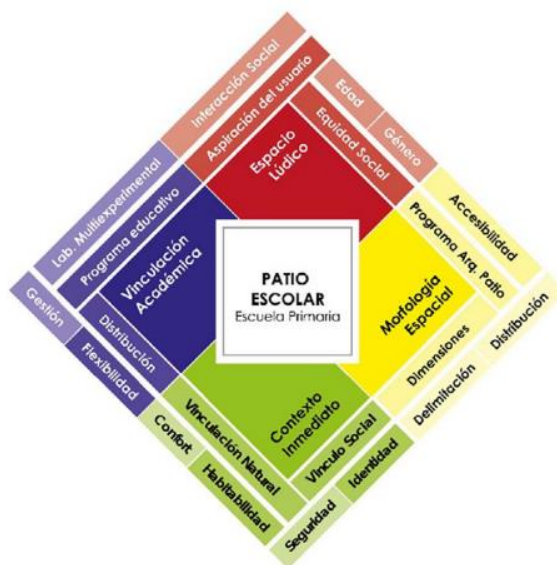 Interacción Social
Aspiración del usuario
Espacio
Lúdico
Edad
Género
Equidad Social
Lab. Multiexperimental
Programa educativo
Vinculación
Académica
Gestión
Flexibilidad
Distribución
PATIO
ESCOLAR
Escuela Primaria
Accesibilidad
Programa Arq. Patio
Morfología
Espacial
Dimensiones
Distribución
Delimitación
Contexto
Inmediato
Vinculación Natural
Confort
Habitabilidad
Vínculo Social
Identidad
Seguridad